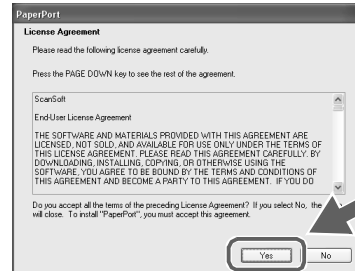 PaperPort
License Agreement
Please read the following license agreement carefully.
Press the PAGE DOWN key to see the rest of the agreement.
ScanSoft
End-User License Agreement
THE SOFTWARE AND MATERIALS PROVIDED WITH THIS AGREEMENT ARE
LICENSED, NOT SOLD, AND AVAILABLE FOR USE ONLY UNDER THE TERMS OF
THIS LICENSE AGREEMENT. PLEASE READ THIS AGREEMENT CAREFULLY. BY
DOWNLOADING, INSTALLING, COPYING, OR OTHERWISE USING THE
SOFTWARE, YOU AGREE TO BE BOUND BY THE TERMS AND CONDITIONS OF
THIS AGREEMENT AND BECOME A PARTY TO THIS AGREEMENT. IF YOU DO
Do you accept all the terms of the preceding License Agreement? If you select No, the
will close. To install "PaperPort", you must accept this agreement.
Yes No